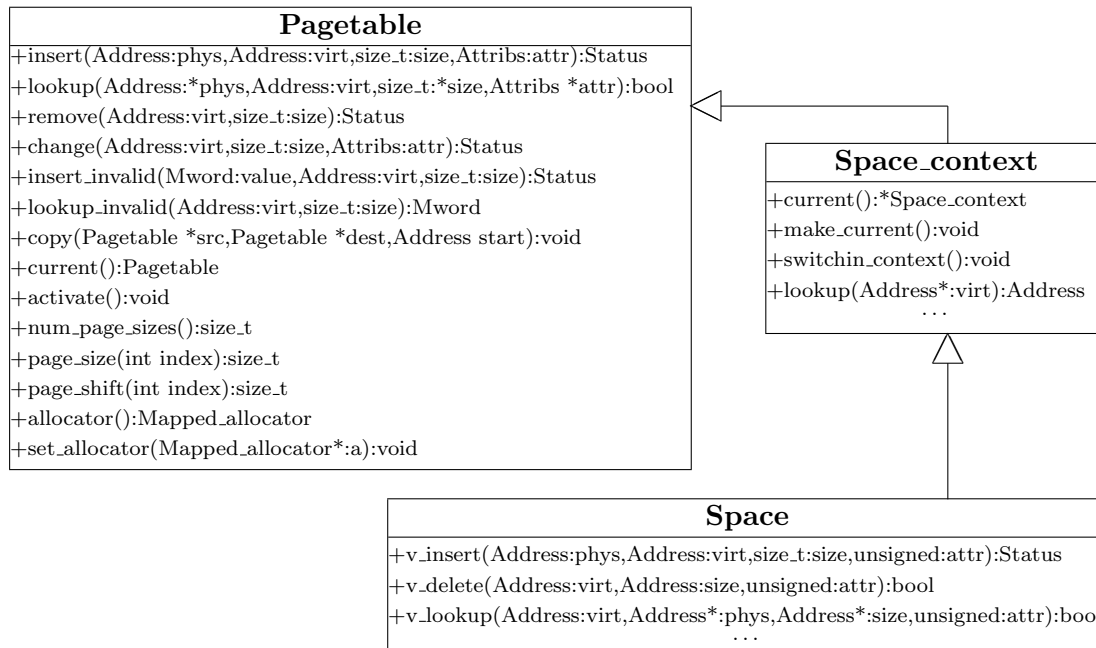 Pagetable
+insert(Address:phys,Address:virt,size_t:size,Attribs:attr):Status
+lookup(Address:*phys,Address:virt,size_t:*size,Attribs *attr):bool
+remove(Address:virt,size_t:size):Status
+change(Address:virt,size_t:size,Attribs:attr):Status
+insert_invalid(Mword:value,Address:virt,size_t:size):Status
+lookup_invalid(Address:virt,size_t:size):Mword
+copy(Pagetable *src,Pagetable *dest,Address start):void
+current():Pagetable
+activate():void
+num_page_sizes():size_t
+page_size(int index):size_t
+page_shift(int index):size_t
+allocator():Mapped_allocator
+set_allocator(Mapped_allocator*:a):void
Space_context
+current():*Space_context
+make_current():void
+switchin_context():void
+lookup(Address*:virt):Address
...
Space
+v_insert(Address:phys,Address:virt,size_t:size,unsigned:attr):Status
+v_delete(Address:virt,Address:size,unsigned:attr):bool
+v_lookup(Address:virt,Address*:phys,Address*:size,unsigned:attr):boo
...